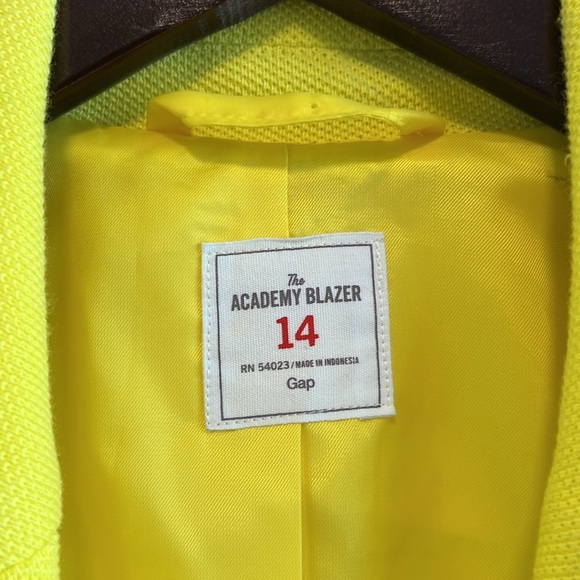 The
ACADEMY BLAZER
14
RN 54023 / MADE IN INDONESIA
Gap